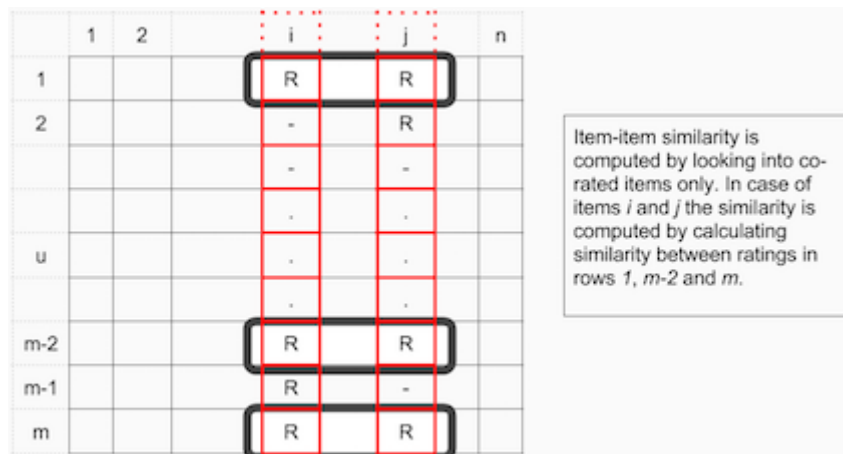 1 2 i j n
1 R R
2 - R
- -
. .
u . .
. .
m-2 R R
m-1 R -
m R R
Item-item similarity is
computed by looking into co-
rated items only. In case of
items i and j the similarity is
computed by calculating
similarity between ratings in
rows 1, m-2 and m.